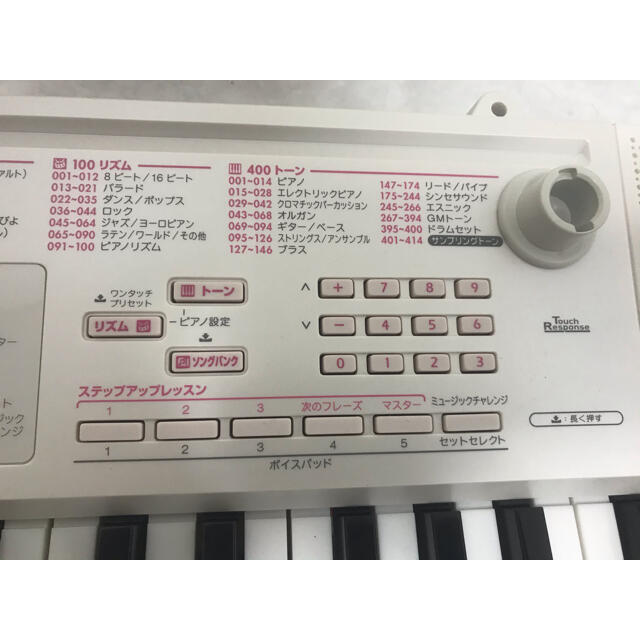 100 リズム
001~012 8ビート/16ビート
013~021 バラード
022~035 ダンス/ポップス
036~044 ロック
045~064 ジャズ/ヨーロピアン
065~090 ラテン/ワールド/その他
091~100 ピアノリズム
400 トーン
001~014 ピアノ
015~028 エレクトリックピアノ
029~042 クロマチックパーカッション
043~068 オルガン
069~094 ギター/ベース
095~126 ストリングス/アンサンブル
127~146 ブラス
147~174 リード/パイプ
175~244 シンセサウンド
245~266 エスニック
267~394 GMトーン
395~400 ドラムセット
401~414 サンプリングトーン
ァルト)
びよ
ル)
ター
ト
ジック
ンジ
ワンタッチ
プリセット
トーン
リズム
ピアノ設定
ソングバンク
∧ + 7 8 9
∨ − 4 5 6
0 1 2 3
Touch
Response
ステップアップレッスン
1 2 3 次のフレーズ マスター ミュージックチャレンジ
1 2 3 4 5 セットセレクト
ボイスパッド
:長く押す